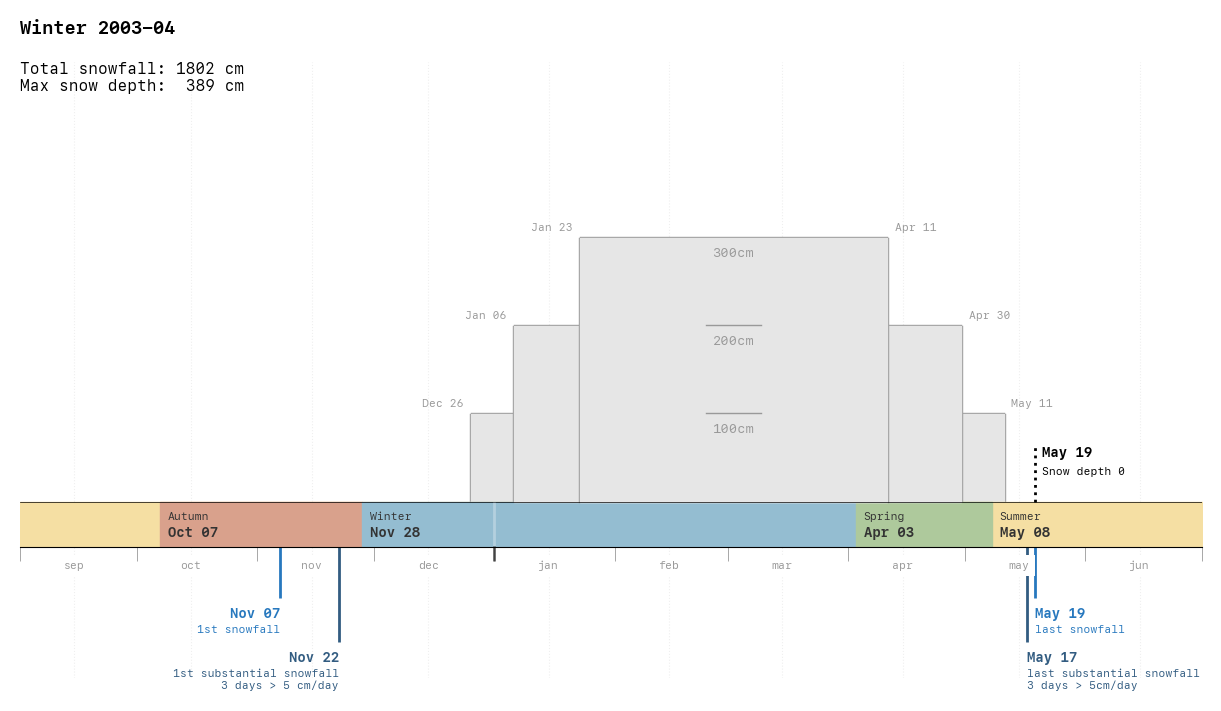 Winter 2003–04
Total snowfall: 1802 cm
Max snow depth:  389 cm
Jan 23
Apr 11
300cm
Jan 06
Apr 30
200cm
Dec 26
May 11
100cm
May 19
Snow depth 0
Autumn
Oct 07
Winter
Nov 28
Spring
Apr 03
Summer
May 08
sep
oct
nov
dec
jan
feb
mar
apr
may
jun
Nov 07
1st snowfall
May 19
last snowfall
Nov 22
1st substantial snowfall
3 days > 5 cm/day
May 17
last substantial snowfall
3 days > 5cm/day